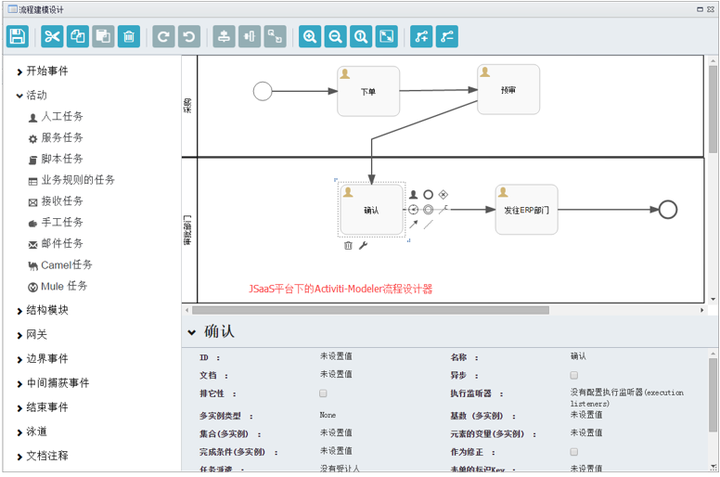 流程建模设计
开始事件
活动
人工任务
服务任务
脚本任务
业务规则的任务
接收任务
手工任务
邮件任务
Camel任务
Mule 任务
结构模块
网关
边界事件
中间捕获事件
结束事件
泳道
文档注释
下单
预审
确认
发往ERP部门
JSaaS平台下的Activiti-Modeler流程设计器
确认
ID : 未设置值 名称 : 确认
文档 : 未设置值 异步 :
排它性 : 执行监听器 : 没有配置执行监听器(execution listeners)
多实例类型 : None 基数 (多实例) : 未设置值
集合(多实例) : 未设置值 元素的变量(多实例) : 未设置值
完成条件(多实例) : 未设置值 作为修正 :
任务派遣 : 没有受让人 表单的标识Key : 未设置值